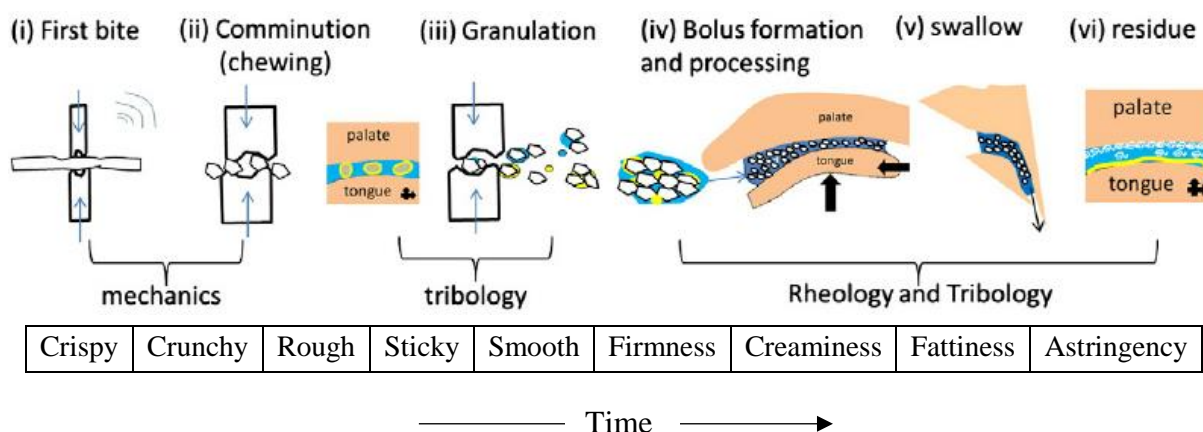 (i) First bite
(ii) Comminution
(chewing)
(iii) Granulation
(iv) Bolus formation
and processing
(v) swallow
(vi) residue
palate
tongue
palate
tongue
palate
tongue
mechanics
tribology
Rheology and Tribology
Crispy Crunchy Rough Sticky Smooth Firmness Creaminess Fattiness Astringency
Time